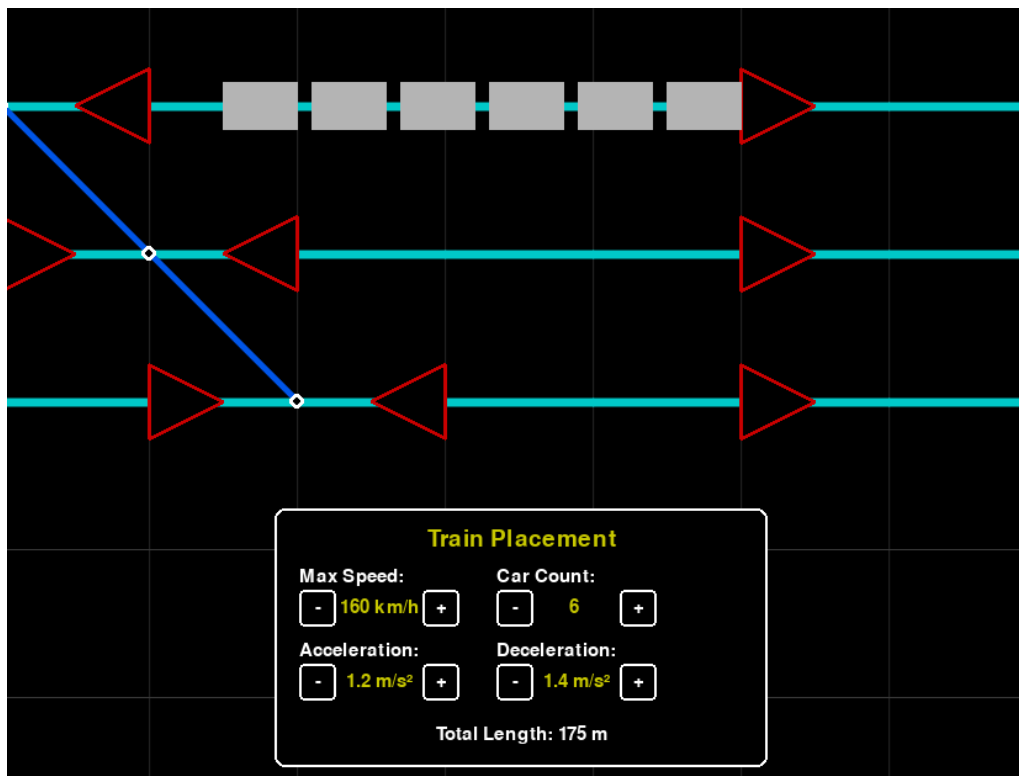 Train Placement
Max Speed: Car Count:
- 160 km/h + - 6 +
Acceleration: Deceleration:
- 1.2 m/s² + - 1.4 m/s² +
Total Length: 175 m